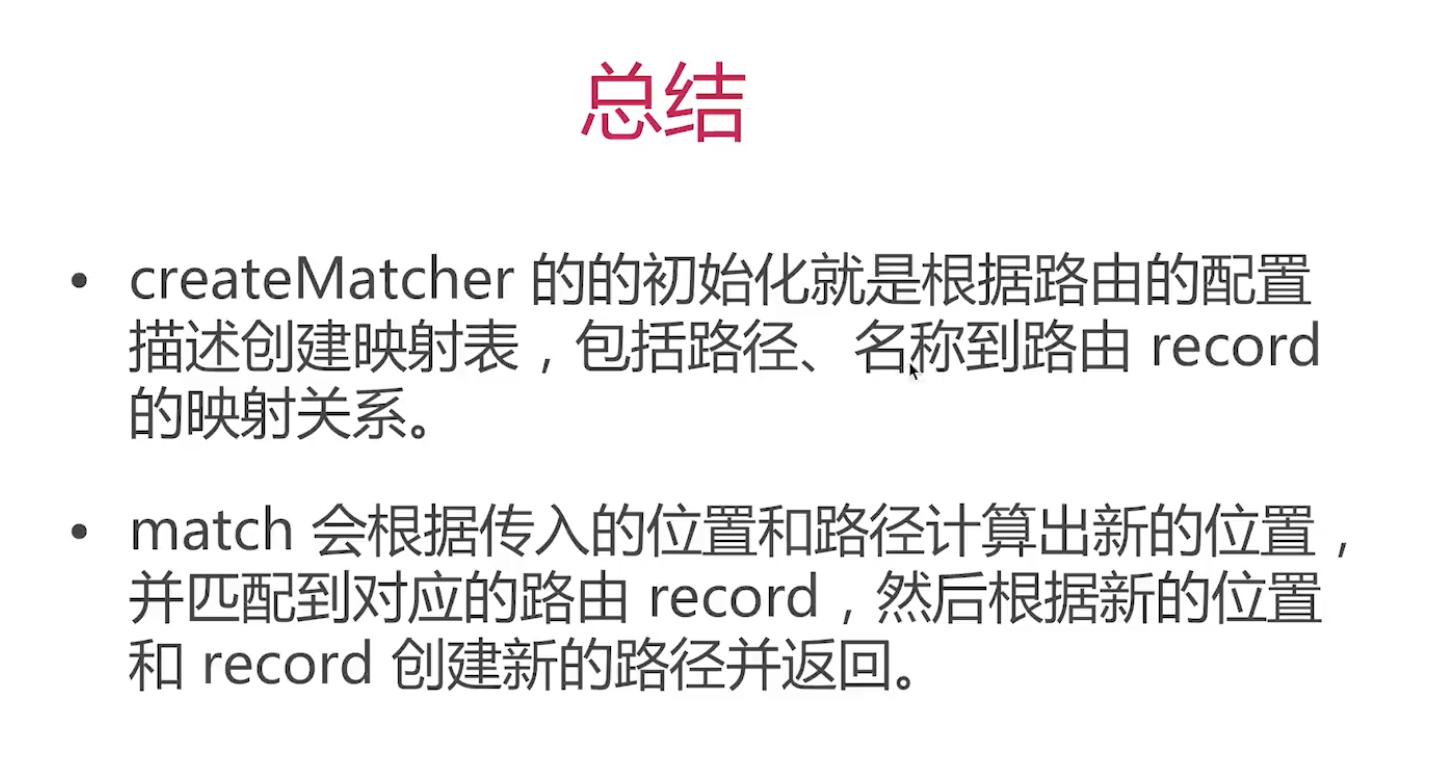 总结
• createMatcher 的的初始化就是根据路由的配置
描述创建映射表，包括路径、名称到路由 record
的映射关系。
• match 会根据传入的位置和路径计算出新的位置，
并匹配到对应的路由 record，然后根据新的位置
和 record 创建新的路径并返回。